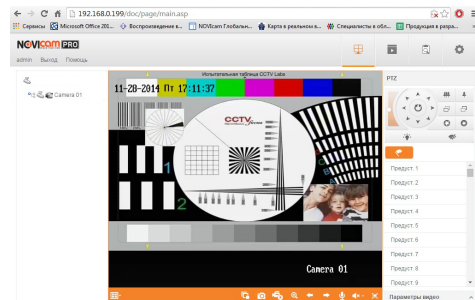 192.168.0.199/doc/page/main.asp
Сервисы Microsoft Office 201... Воспроизведение в... NOVIcam Глобальн... Карта в реальном в... Специалисты в обл... Продукция в разра...
NOVIcam PRO
admin Выход Помощь
Camera 01
Испытательная таблица CCTV Labs
11-28-2014 Пт 17:11:37
CCTV
1
2
Camera 01
PTZ
Предуст. 1
Предуст. 2
Предуст. 3
Предуст. 4
Предуст. 5
Предуст. 6
Предуст. 7
Предуст. 8
Предуст. 9
Параметры видео